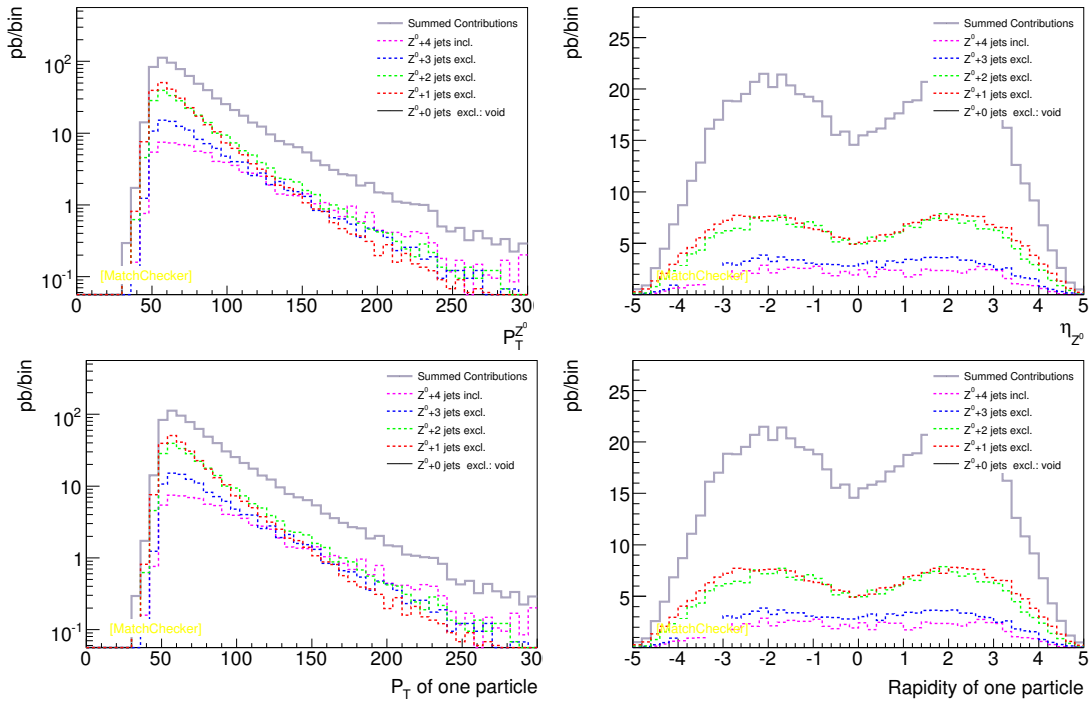 pb/bin
Summed Contributions
Z⁰+4 jets incl.
Z⁰+3 jets excl.
Z⁰+2 jets excl.
Z⁰+1 jets excl.
Z⁰+0 jets excl.: void
10²
10
1
10⁻¹
[MatchChecker]
0 50 100 150 200 250 300
P_T^{Z⁰}
pb/bin
Summed Contributions
Z⁰+4 jets incl.
Z⁰+3 jets excl.
Z⁰+2 jets excl.
Z⁰+1 jets excl.
Z⁰+0 jets excl.: void
25
20
15
10
5
[MatchChecker]
-5 -4 -3 -2 -1 0 1 2 3 4 5
η_{Z⁰}
pb/bin
Summed Contributions
Z⁰+4 jets incl.
Z⁰+3 jets excl.
Z⁰+2 jets excl.
Z⁰+1 jets excl.
Z⁰+0 jets excl.: void
10²
10
1
10⁻¹
[MatchChecker]
0 50 100 150 200 250 300
P_T of one particle
pb/bin
Summed Contributions
Z⁰+4 jets incl.
Z⁰+3 jets excl.
Z⁰+2 jets excl.
Z⁰+1 jets excl.
Z⁰+0 jets excl.: void
25
20
15
10
5
[MatchChecker]
-5 -4 -3 -2 -1 0 1 2 3 4 5
Rapidity of one particle